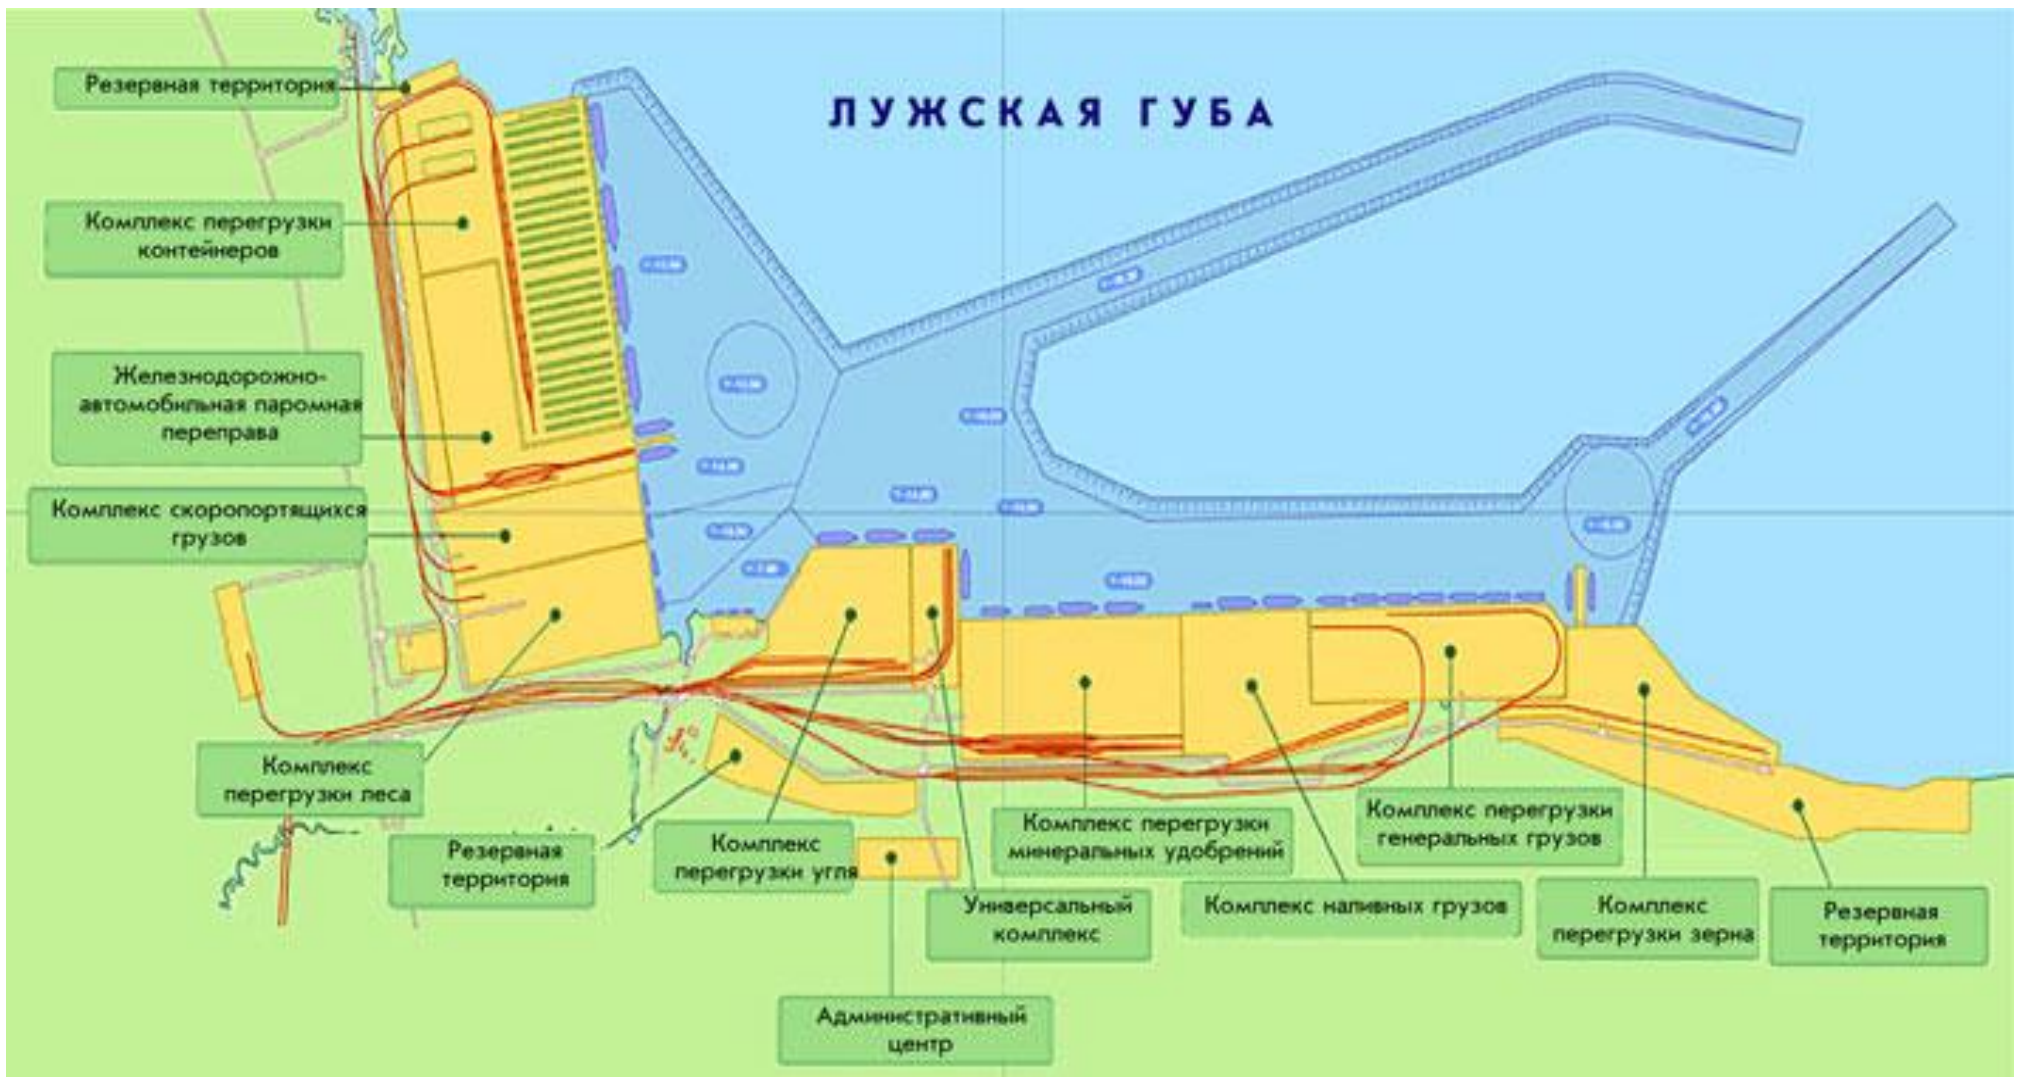 ЛУЖСКАЯ ГУБА
Резервная территория
Комплекс перегрузки
контейнеров
Железнодорожно-
автомобильная паромная
переправа
Комплекс скоропортящихся
грузов
Комплекс
перегрузки леса
Резервная
территория
Комплекс
перегрузки угля
Административный
центр
Универсальный
комплекс
Комплекс перегрузки
минеральных удобрений
Комплекс наливных грузов
Комплекс перегрузки
генеральных грузов
Комплекс
перегрузки зерна
Резервная
территория